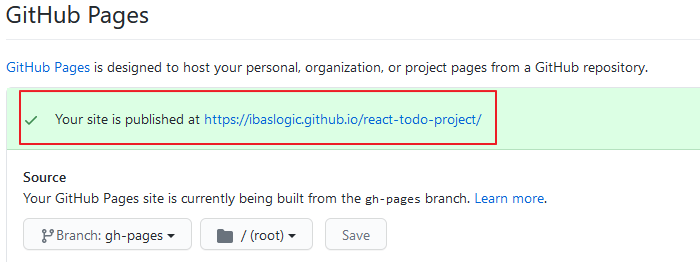 GitHub Pages
GitHub Pages is designed to host your personal, organization, or project pages from a GitHub repository.
Your site is published at https://ibaslogic.github.io/react-todo-project/
Source
Your GitHub Pages site is currently being built from the gh-pages branch. Learn more.
Branch: gh-pages / (root) Save